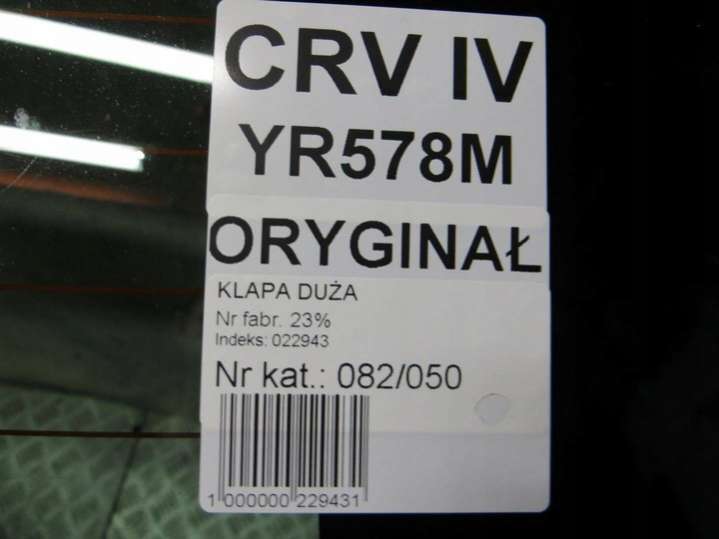 CRV IV
YR578M
ORYGINAŁ
KLAPA DUŻA
Nr fabr. 23%
Indeks: 022943
Nr kat.: 082/050
1 000000 229431